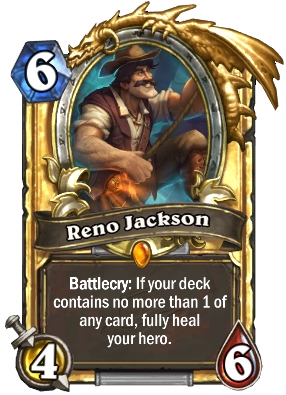 6
Reno Jackson
Battlecry: If your deck
contains no more than 1 of
any card, fully heal
your hero.
4
6